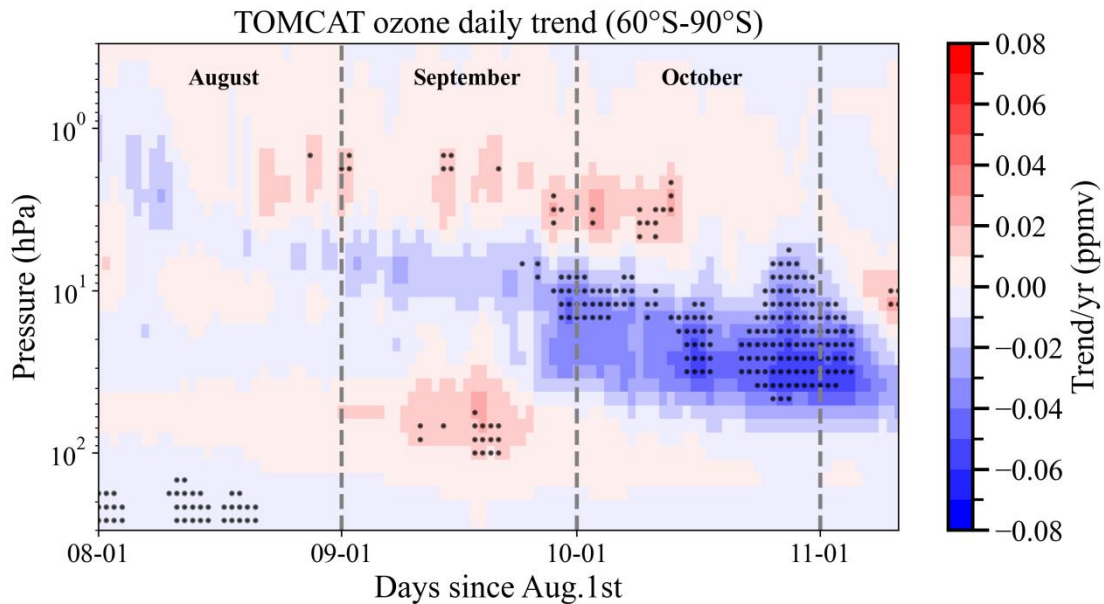 TOMCAT ozone daily trend (60°S-90°S)
August
September
October
10⁰
10¹
10²
Pressure (hPa)
08-01
09-01
10-01
11-01
Days since Aug.1st
0.08
0.06
0.04
0.02
0.00
−0.02
−0.04
−0.06
−0.08
Trend/yr (ppmv)